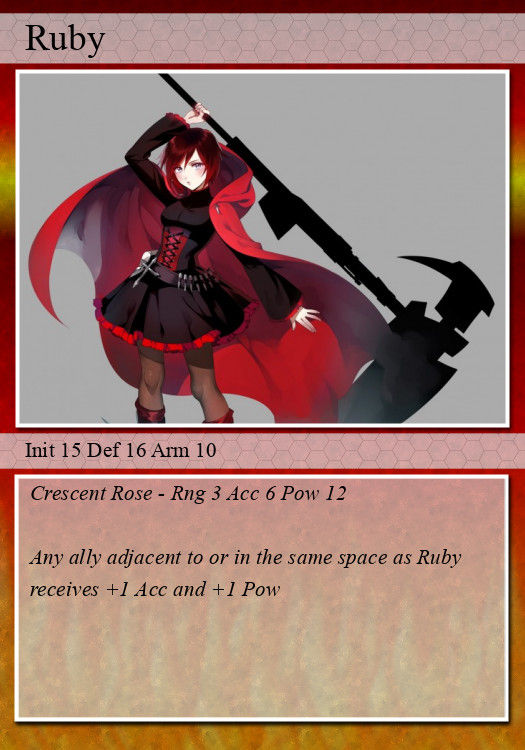 Ruby
Init 15 Def 16 Arm 10
Crescent Rose - Rng 3 Acc 6 Pow 12
Any ally adjacent to or in the same space as Ruby
receives +1 Acc and +1 Pow